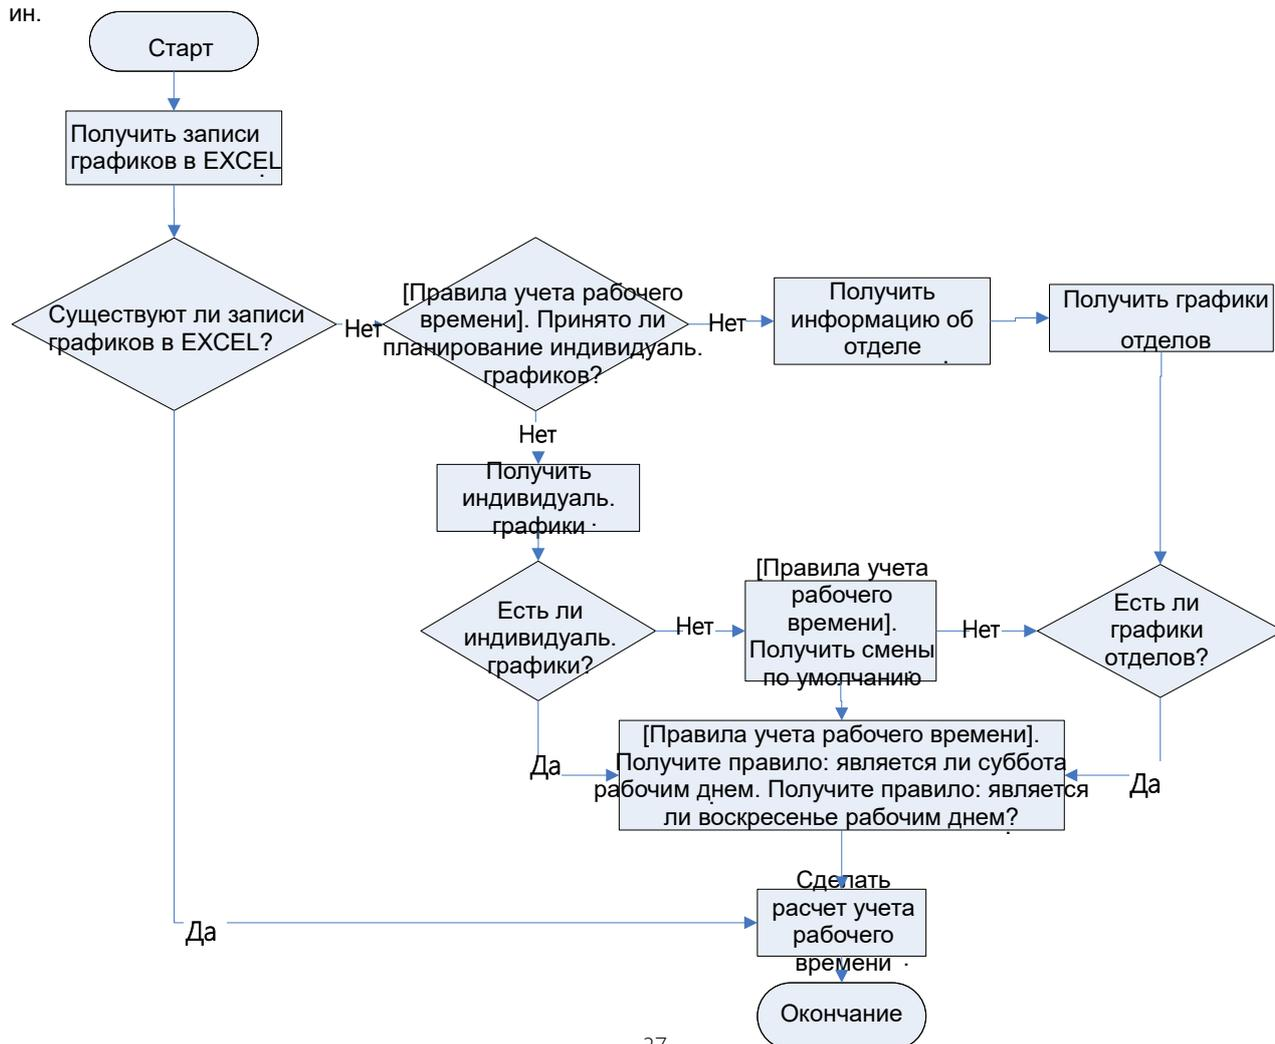 ин.
Старт
Получить записи
графиков в EXCEL
.
Существуют ли записи
графиков в EXCEL?
Нет
[Правила учета рабочего
времени]. Принято ли
планирование индивидуаль.
графиков?
Нет
Получить
информацию об
отделе
.
Получить графики
отделов
Нет
Получить
индивидуаль.
графики .
Есть ли
индивидуаль.
графики?
Нет
[Правила учета
рабочего
времени].
Получить смены
по умолчанию
Нет
Есть ли
графики
отделов?
Да
[Правила учета рабочего времени].
Получите правило: является ли суббота
рабочим днем. Получите правило: является
ли воскресенье рабочим днем?
Да
Сделать
расчет учета
рабочего
времени .
Да
Окончание